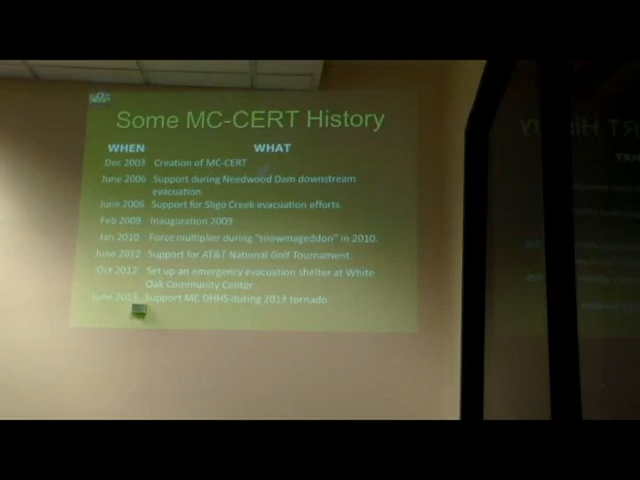 Some MC-CERT History
WHEN WHAT
Dec 2003 Creation of MC-CERT
June 2006 Support during Needwood Dam downstream
evacuation.
June 2006 Support for Sligo Creek evacuation efforts.
Feb 2009 Inauguration 2009
Jan 2010 Force multiplier during "snowmageddon" in 2010.
June 2012 Support for AT&T National Golf Tournament.
Oct 2012 Set up an emergency evacuation shelter at White
Oak Community Center
June 2013 Support MC DHHS during 2013 tornado